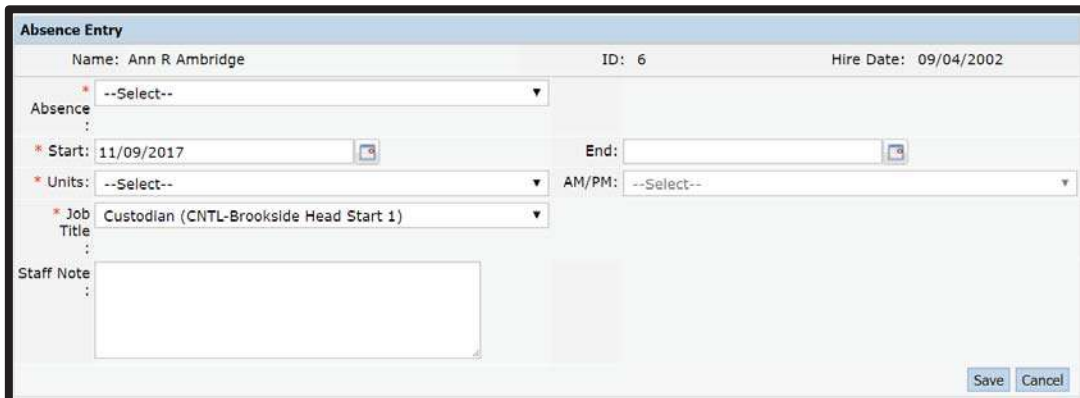 Absence Entry
Name: Ann R Ambridge ID: 6 Hire Date: 09/04/2002
* Absence : --Select--
* Start: 11/09/2017 End:
* Units: --Select-- AM/PM: --Select--
* Job Title : Custodian (CNTL-Brookside Head Start 1)
Staff Note :
Save Cancel